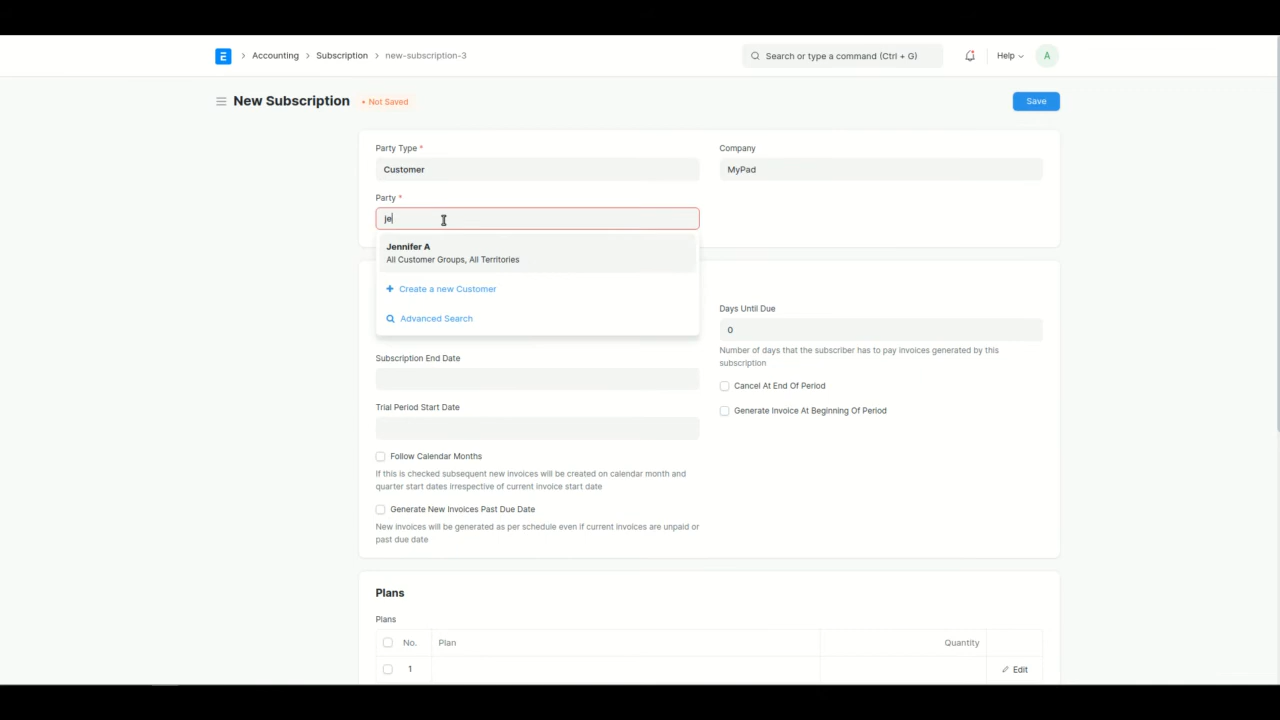 E
Accounting
Subscription
new-subscription-3
Search or type a command (Ctrl + G)
Help
A
New Subscription
• Not Saved
Save
Party Type *
Company
Customer
MyPad
Party *
je
Jennifer A
All Customer Groups, All Territories
Create a new Customer
Advanced Search
Days Until Due
0
Number of days that the subscriber has to pay invoices generated by this
subscription
Subscription End Date
Cancel At End Of Period
Trial Period Start Date
Generate Invoice At Beginning Of Period
Follow Calendar Months
If this is checked subsequent new invoices will be created on calendar month and
quarter start dates irrespective of current invoice start date
Generate New Invoices Past Due Date
New invoices will be generated as per schedule even if current invoices are unpaid or
past due date
Plans
Plans
No.
Plan
Quantity
1
Edit